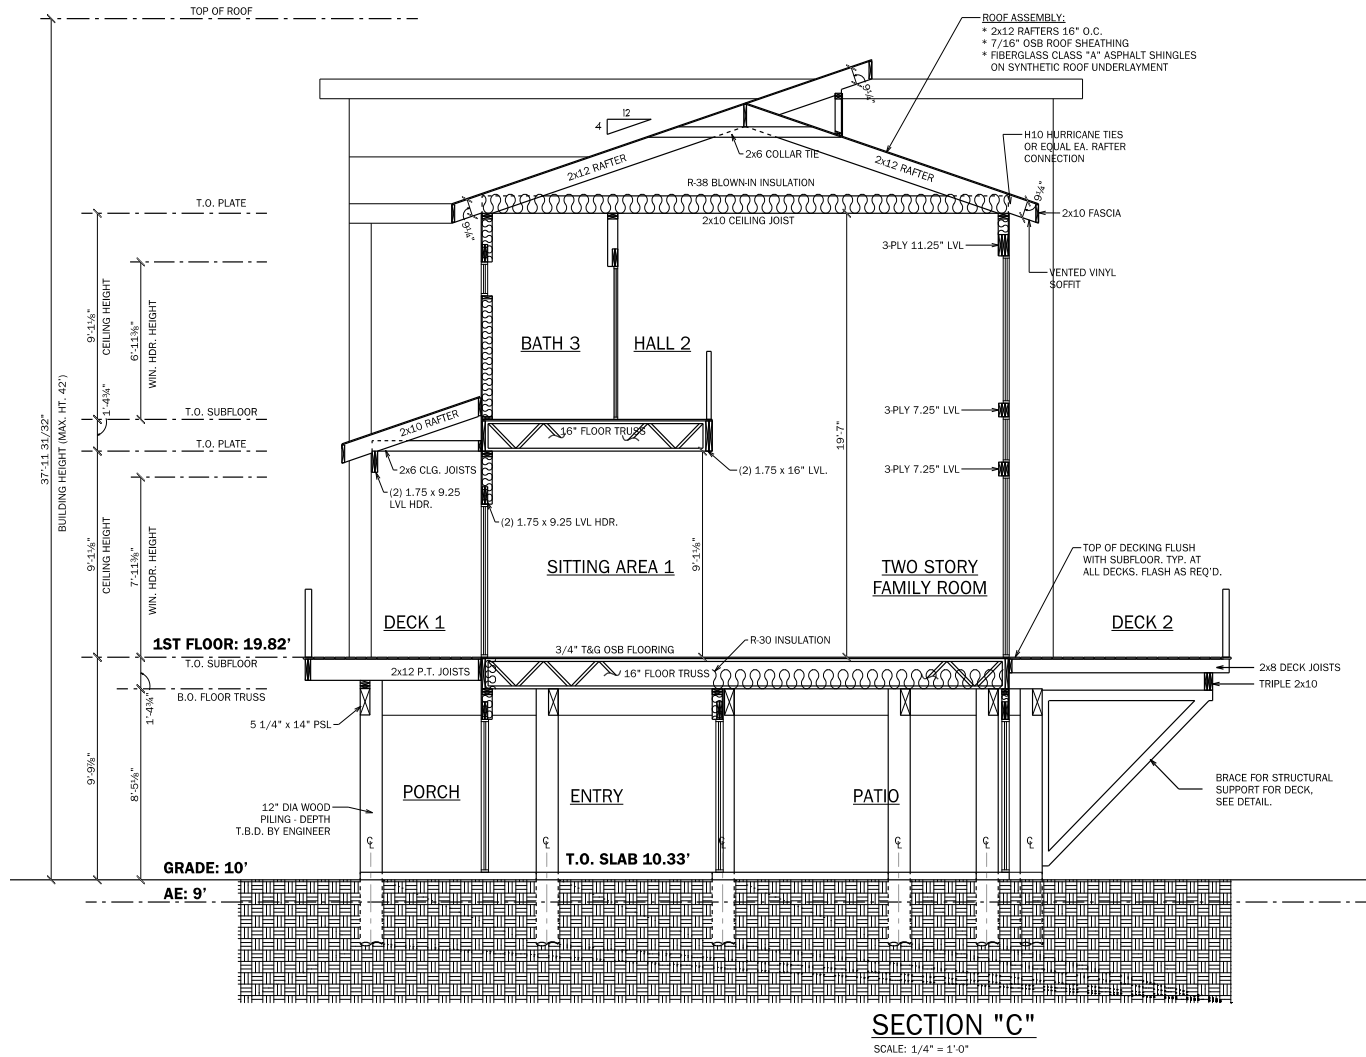 TOP OF ROOF
ROOF ASSEMBLY:
* 2x12 RAFTERS 16" O.C.
* 7/16" OSB ROOF SHEATHING
* FIBERGLASS CLASS "A" ASPHALT SHINGLES
ON SYNTHETIC ROOF UNDERLAYMENT
9¼"
12
4
H10 HURRICANE TIES
OR EQUAL EA. RAFTER
CONNECTION
2x6 COLLAR TIE
2x12 RAFTER
2x12 RAFTER
R-38 BLOWN-IN INSULATION
9¼"
T.O. PLATE
2x10 FASCIA
2x10 CEILING JOIST
9¼"
3-PLY 11.25" LVL
VENTED VINYL
SOFFIT
9'-1⅛"
CEILING HEIGHT
6'-11⅜"
WIN. HDR. HEIGHT
BATH 3
HALL 2
1'-4¾"
T.O. SUBFLOOR
2x10 RAFTER
16" FLOOR TRUSS
3-PLY 7.25" LVL
19'-7"
T.O. PLATE
2x6 CLG. JOISTS
(2) 1.75 x 16" LVL.
3-PLY 7.25" LVL
37'-11 31/32"
BUILDING HEIGHT (MAX. HT. 42')
(2) 1.75 x 9.25
LVL HDR.
(2) 1.75 x 9.25 LVL HDR.
9'-1⅛"
CEILING HEIGHT
7'-11⅜"
WIN. HDR. HEIGHT
9'-1⅛"
SITTING AREA 1
TWO STORY
FAMILY ROOM
TOP OF DECKING FLUSH
WITH SUBFLOOR. TYP. AT
ALL DECKS. FLASH AS REQ'D.
DECK 1
DECK 2
1ST FLOOR: 19.82'
R-30 INSULATION
3/4" T&G OSB FLOORING
T.O. SUBFLOOR
2x12 P.T. JOISTS
16" FLOOR TRUSS
2x8 DECK JOISTS
TRIPLE 2x10
B.O. FLOOR TRUSS
1'-4¾"
5 1/4" x 14" PSL
9'-9⅞"
8'-5⅛"
PORCH
ENTRY
PATIO
BRACE FOR STRUCTURAL
SUPPORT FOR DECK,
SEE DETAIL.
12" DIA WOOD
PILING - DEPTH
T.B.D. BY ENGINEER
℄
℄
℄
℄
℄
℄
T.O. SLAB 10.33'
GRADE: 10'
AE: 9'
SECTION "C"
SCALE: 1/4" = 1'-0"